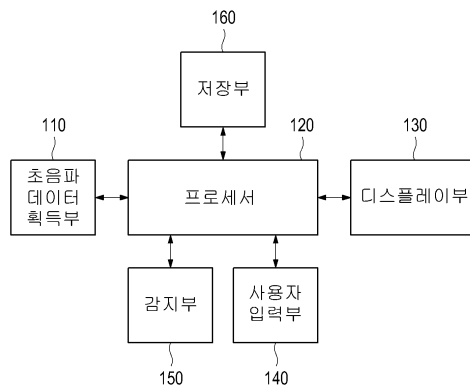 160
저장부
110
120
130
초음파
데이터
획득부
프로세서
디스플레이부
감지부
사용자
입력부
150
140